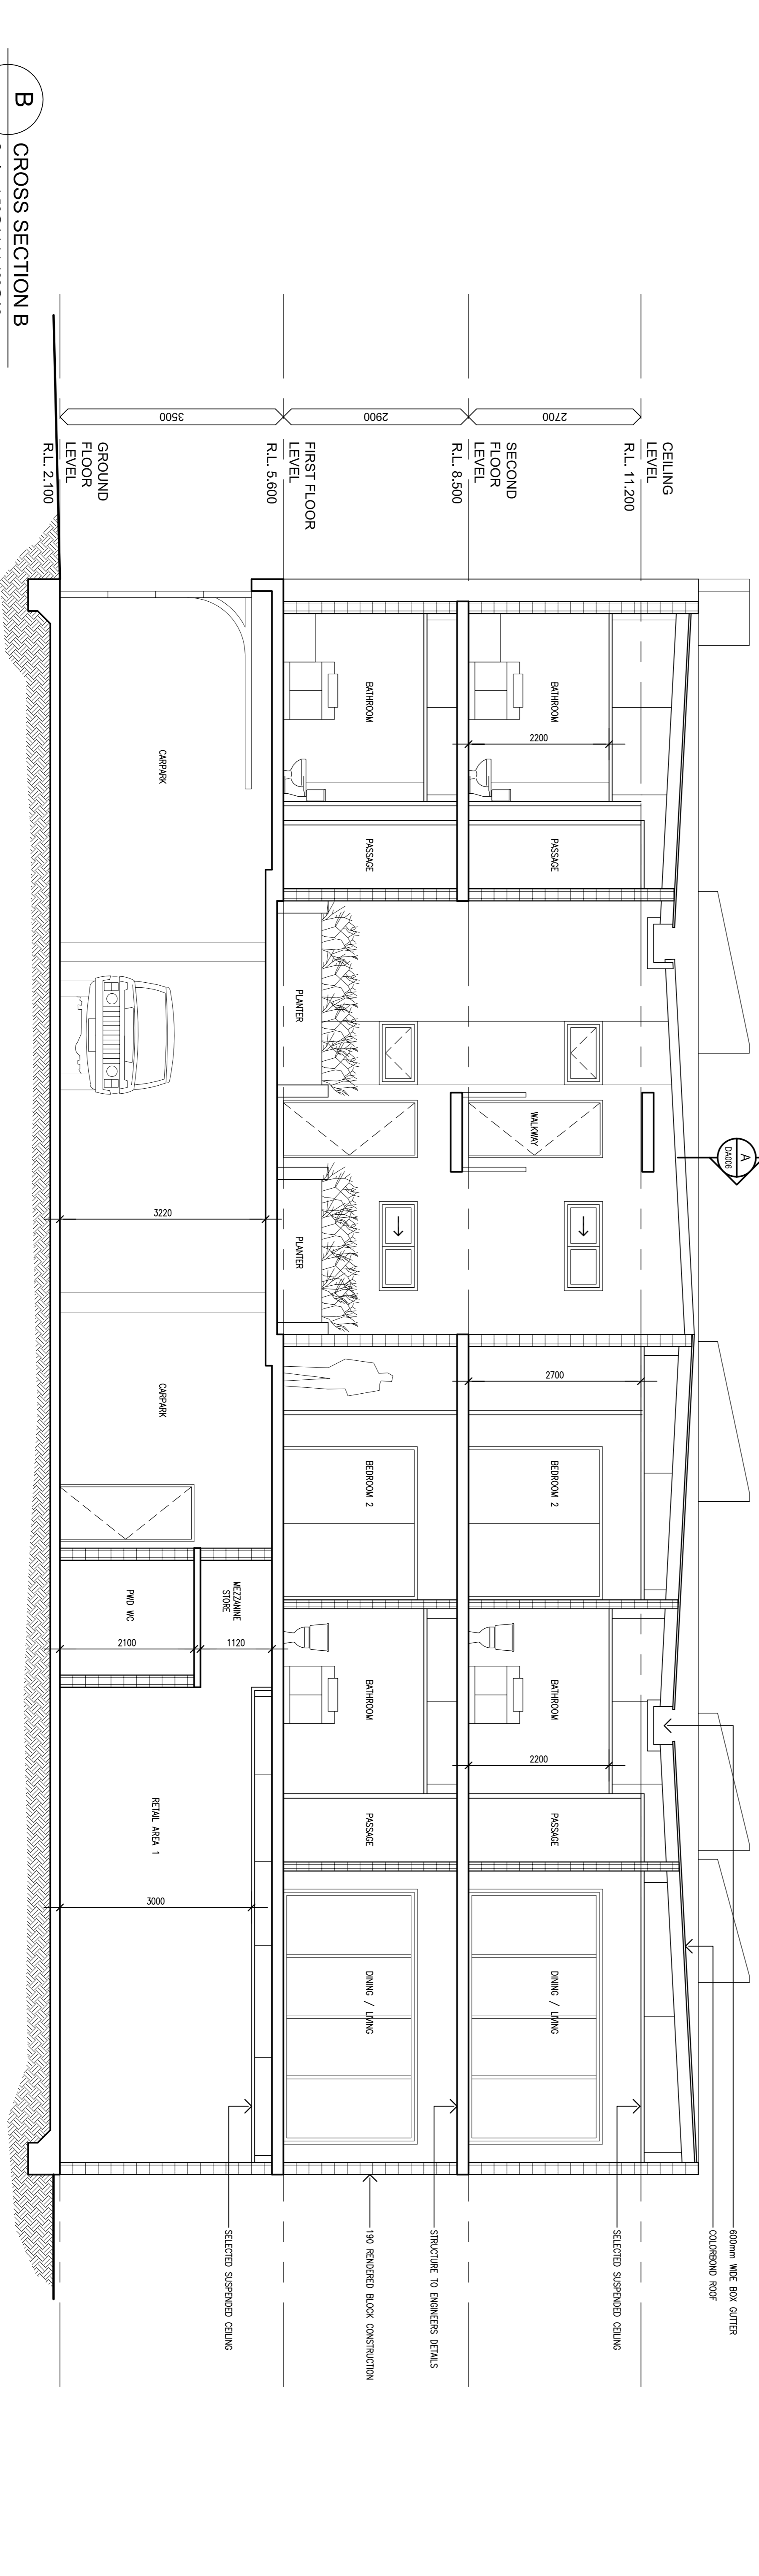 B
CROSS SECTION B
A
DA006
CEILING
LEVEL
R.L. 11.200
2700
SECOND
FLOOR
LEVEL
R.L. 8.500
2900
FIRST FLOOR
LEVEL
R.L. 5.600
3500
GROUND
FLOOR
LEVEL
R.L. 2.100
BATHROOM
2200
PASSAGE
WALKWAY
2700
BEDROOM 2
BATHROOM
2200
PASSAGE
DINING / LIVING
BATHROOM
PASSAGE
PLANTER
PLANTER
BEDROOM 2
BATHROOM
PASSAGE
DINING / LIVING
CARPARK
3220
CARPARK
MEZZANINE
STORE
1120
PWD WC
2100
RETAIL AREA 1
3000
600mm WIDE BOX GUTTER
COLORBOND ROOF
SELECTED SUSPENDED CEILING
STRUCTURE TO ENGINEERS DETAILS
190 RENDERED BLOCK CONSTRUCTION
SELECTED SUSPENDED CEILING